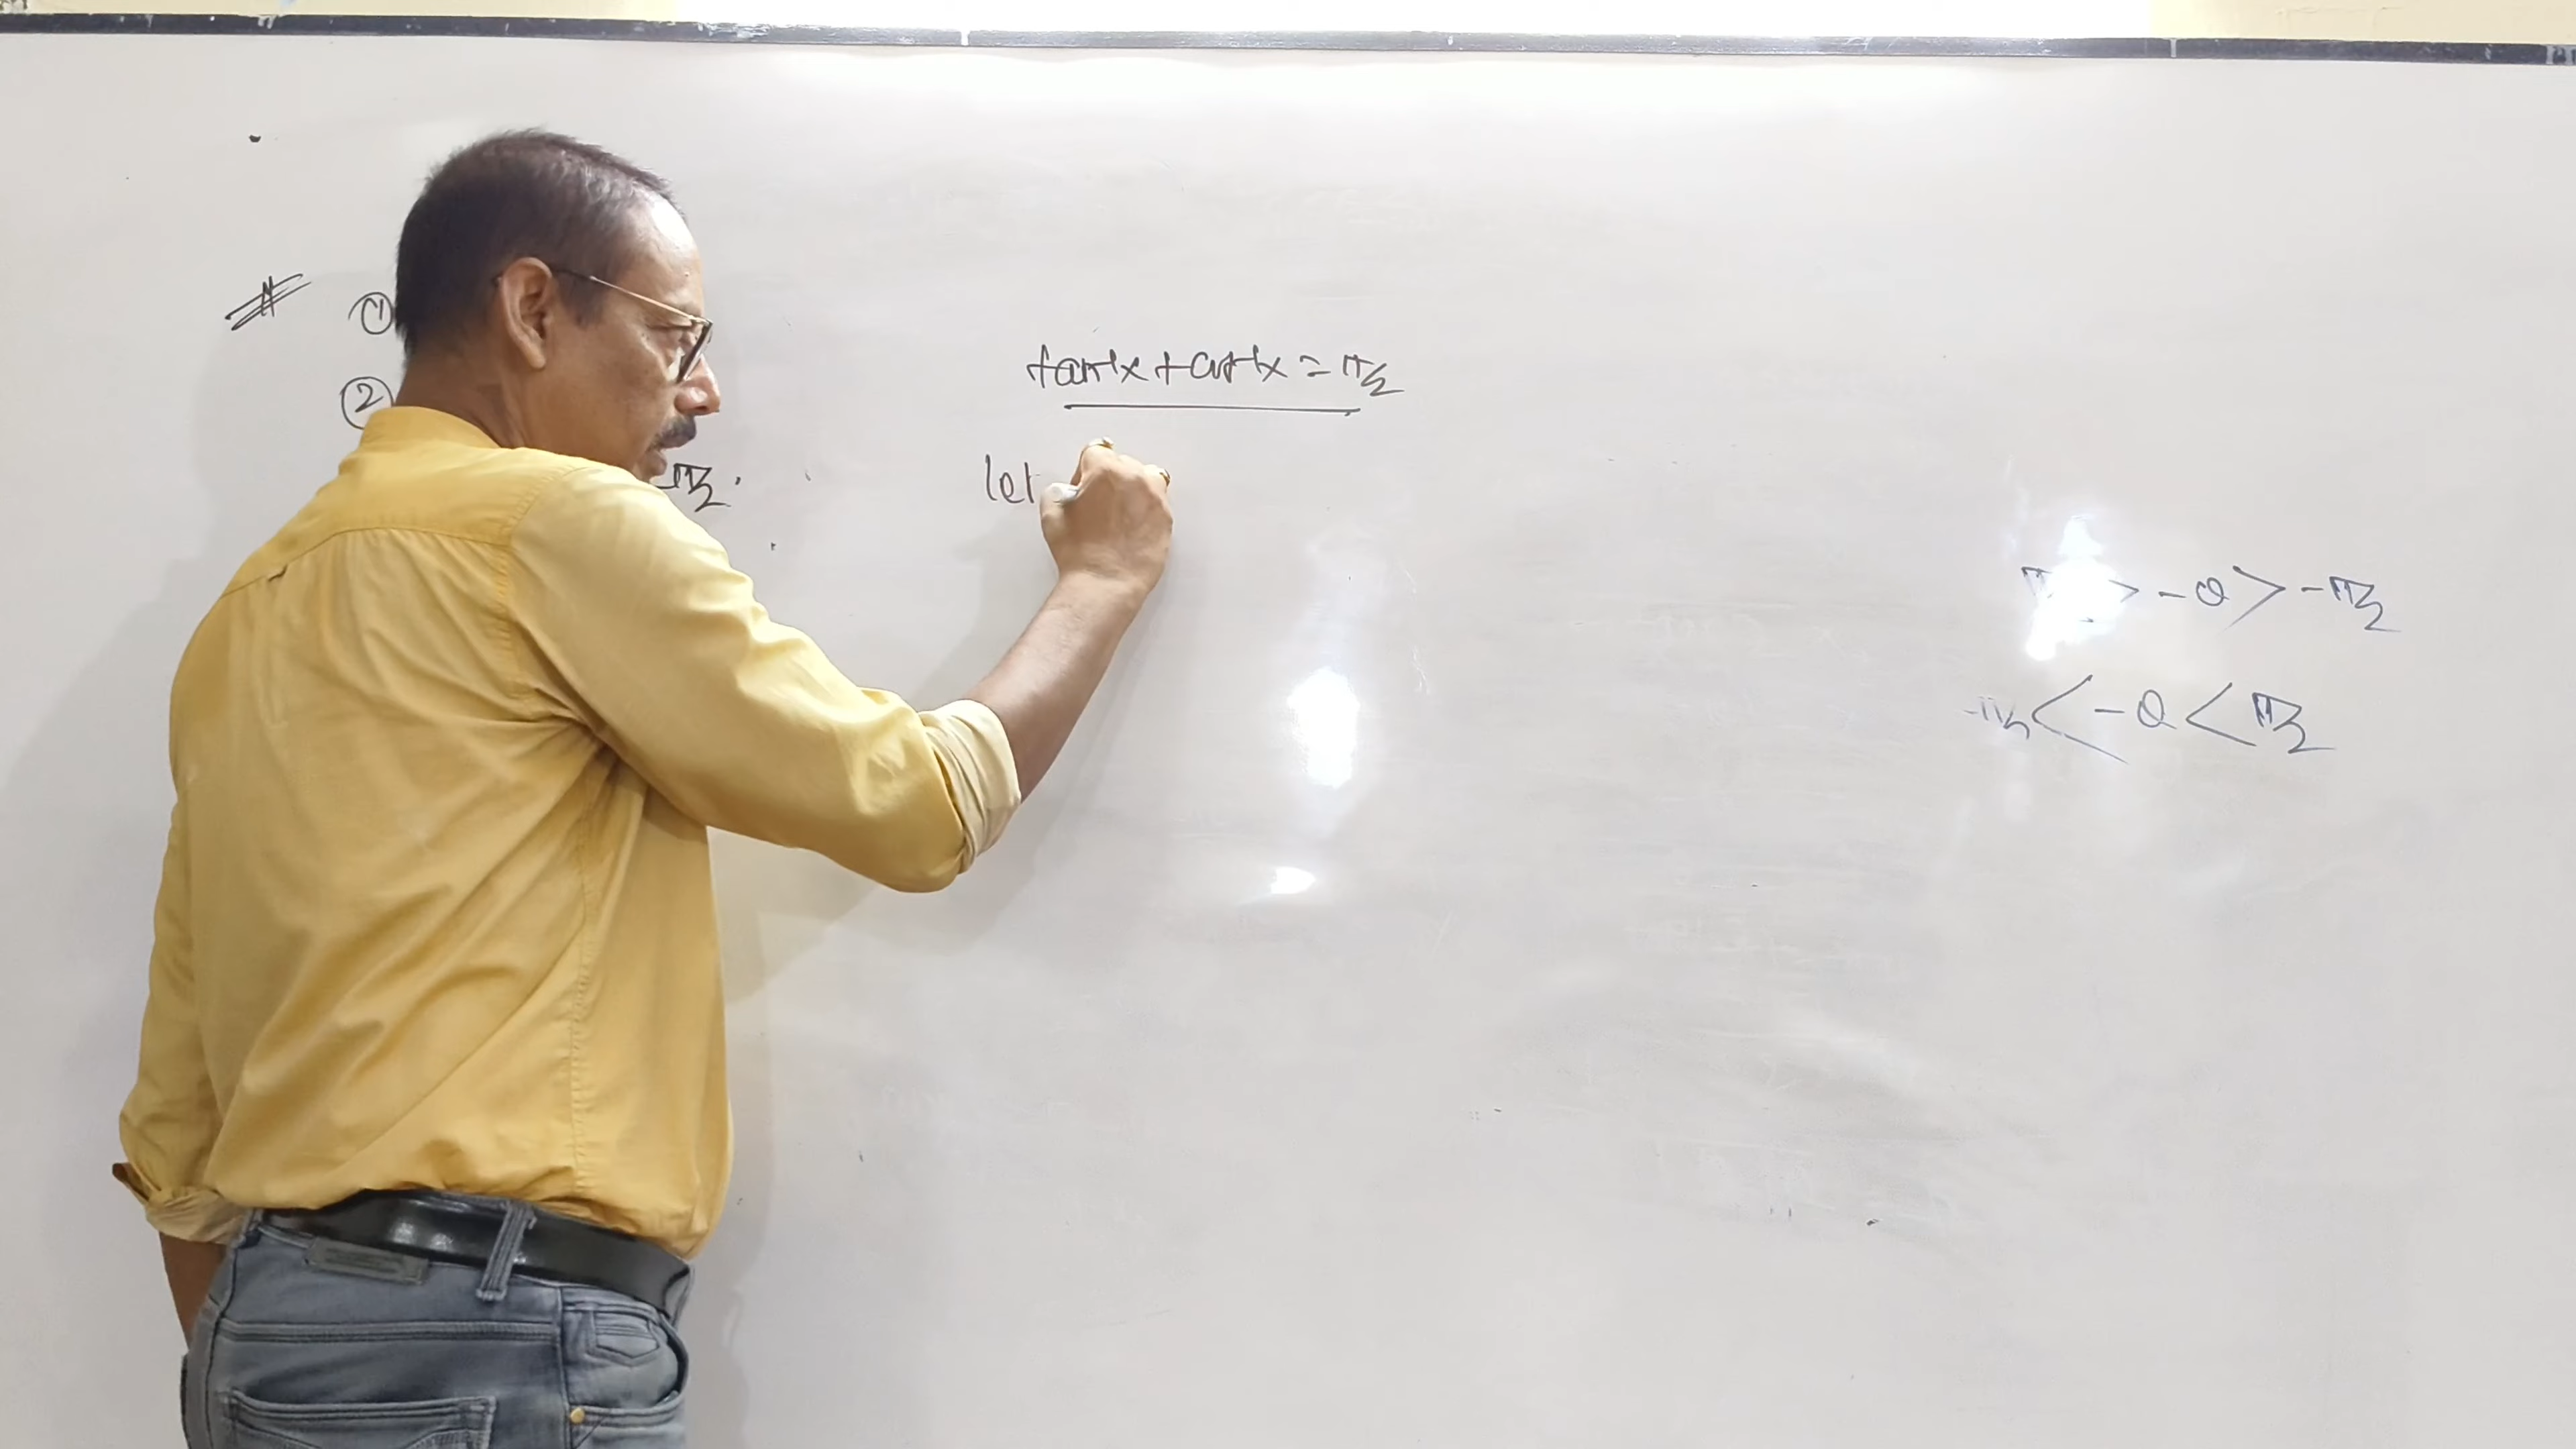 #
①
②
π/2.
tan⁻¹x + cot⁻¹x = π/2
let
π/2 > -θ > -π/2
-π/2 < -θ < π/2